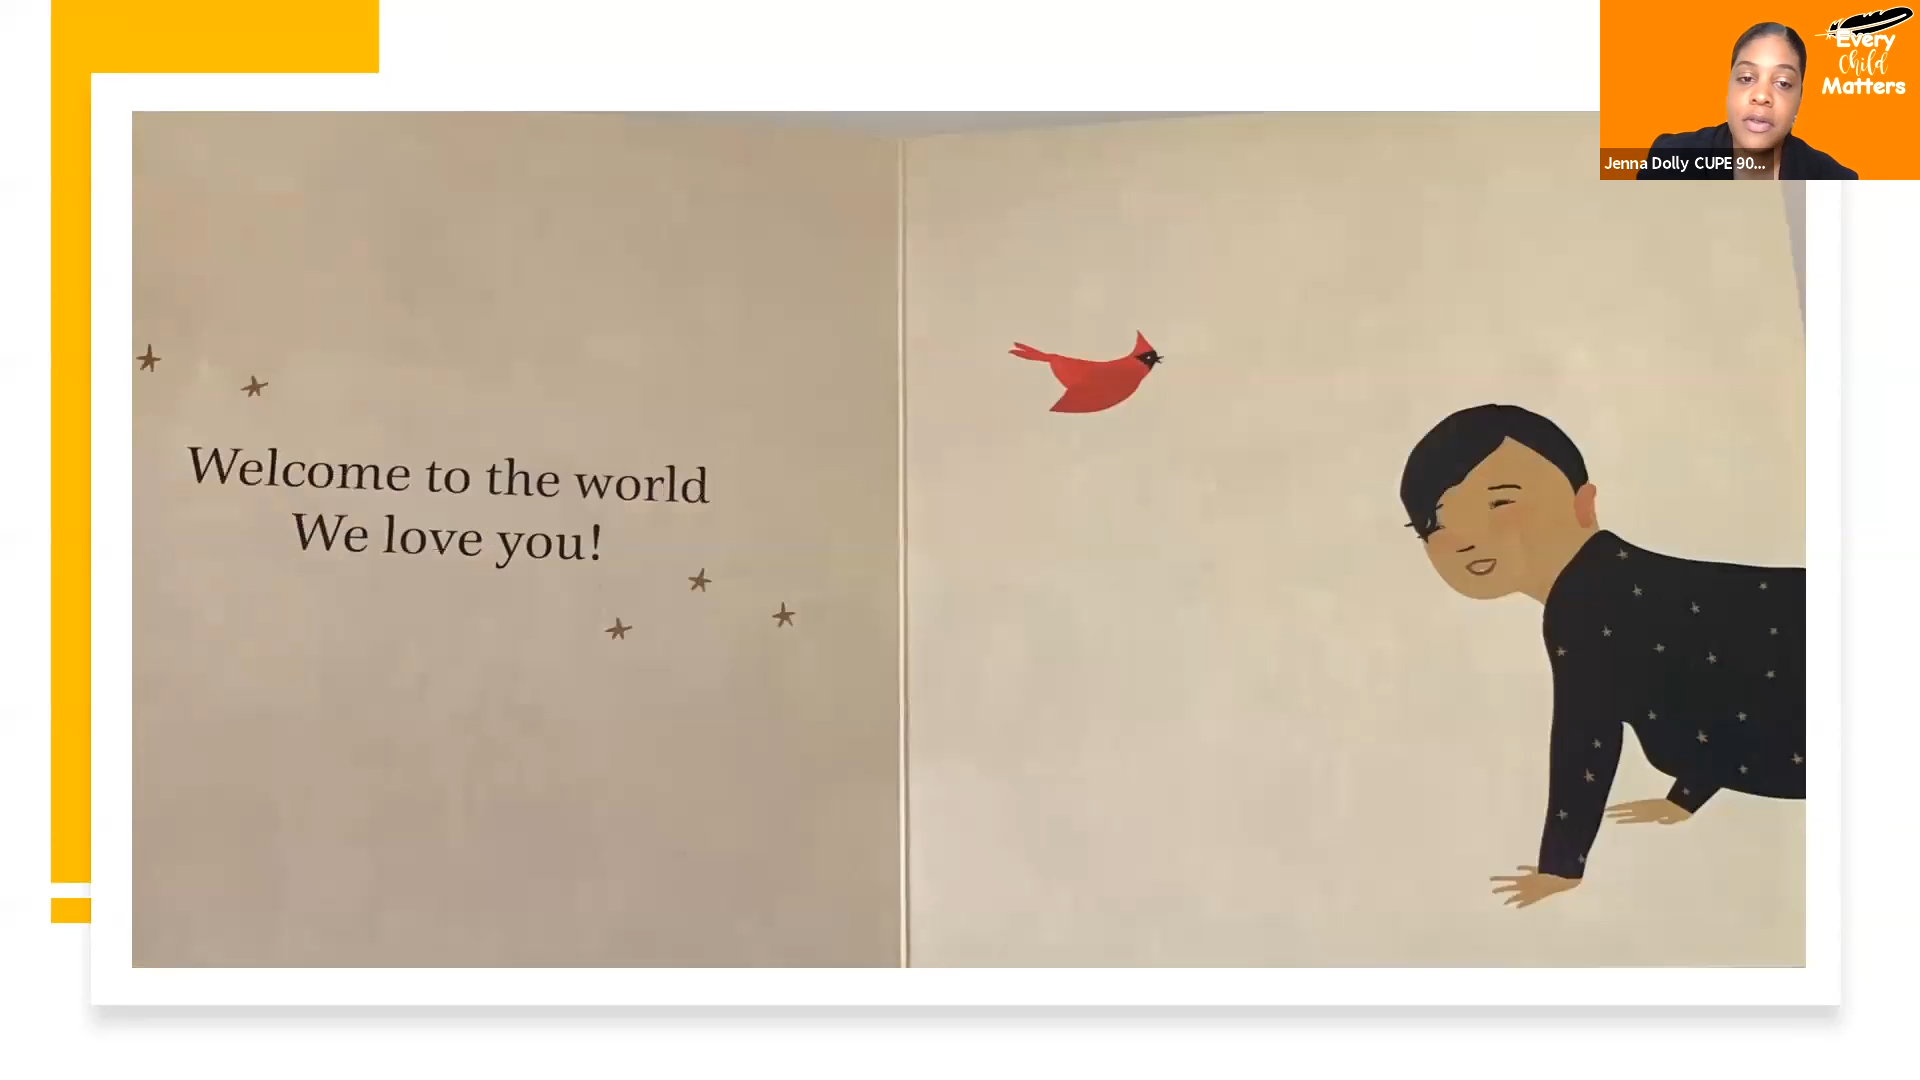 Welcome to the world
We love you!
Every
Child
Matters
Jenna Dolly CUPE 90...